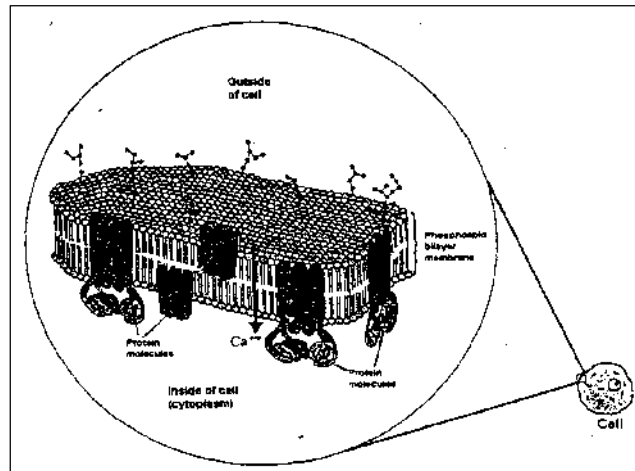 Outside
of cell
Phospholipid
bilayer
membrane
Protein
molecules
Ca++
Protein
molecules
Inside of cell
(cytoplasm)
Cell